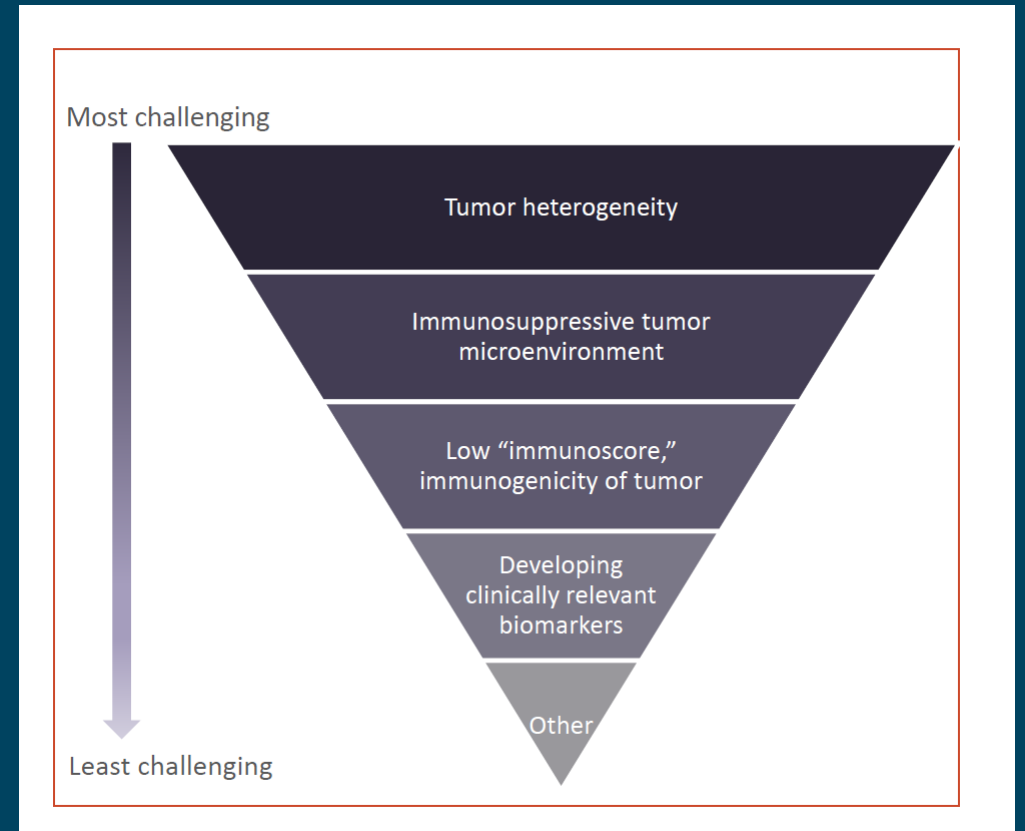 Most challenging
Tumor heterogeneity
Immunosuppressive tumor
microenvironment
Low “immunoscore,”
immunogenicity of tumor
Developing
clinically relevant
biomarkers
Other
Least challenging